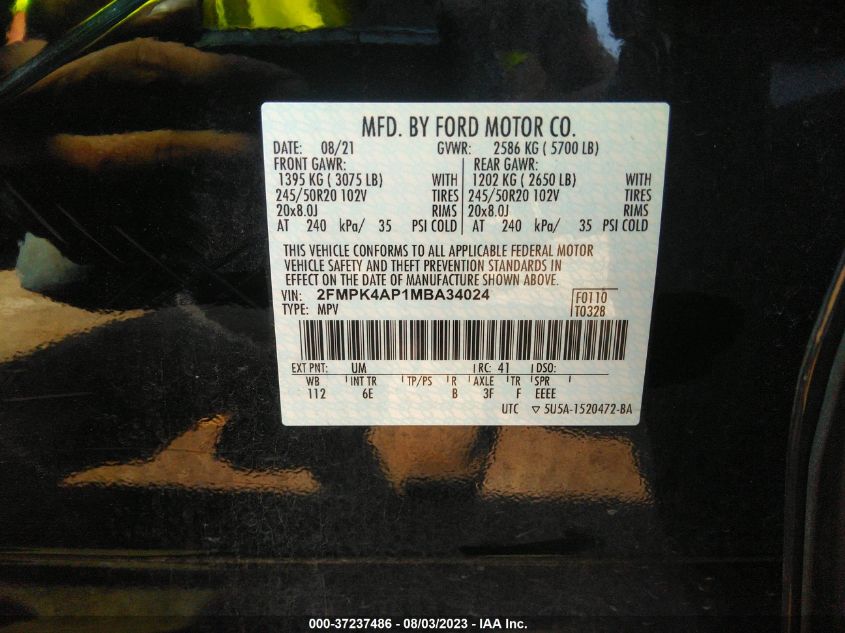 MFD. BY FORD MOTOR CO.
DATE: 08/21 GVWR: 2586 KG ( 5700 LB)
FRONT GAWR: REAR GAWR:
1395 KG ( 3075 LB) WITH 1202 KG ( 2650 LB) WITH
245/50R20 102V TIRES 245/50R20 102V TIRES
20x8.0J RIMS 20x8.0J RIMS
AT 240 kPa/ 35 PSI COLD AT 240 kPa/ 35 PSI COLD
THIS VEHICLE CONFORMS TO ALL APPLICABLE FEDERAL MOTOR
VEHICLE SAFETY AND THEFT PREVENTION STANDARDS IN
EFFECT ON THE DATE OF MANUFACTURE SHOWN ABOVE.
VIN: 2FMPK4AP1MBA34024 F0110
TYPE: MPV T0328
EXT PNT: UM RC: 41 DSO:
WB INT TR TP/PS R AXLE TR SPR
112 6E B 3F F EEEE
UTC ▽ 5U5A-1520472-BA
000-37237486 - 08/03/2023 - IAA Inc.